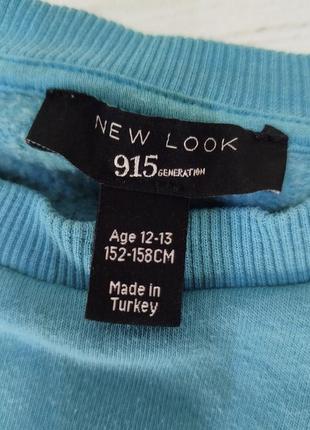 NEW LOOK
915 GENERATION
Age 12-13
152-158CM
Made in
Turkey